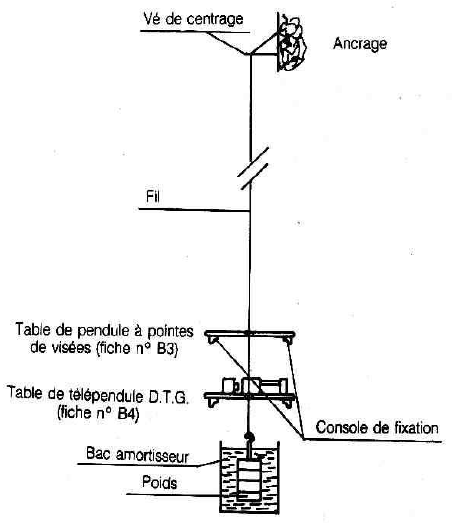 Vé de centrage
Ancrage
Fil
Table de pendule à pointes
de visées (fiche n° B3)
Table de télépendule D.T.G.
(fiche n° B4)
Console de fixation
Bac amortisseur
Poids